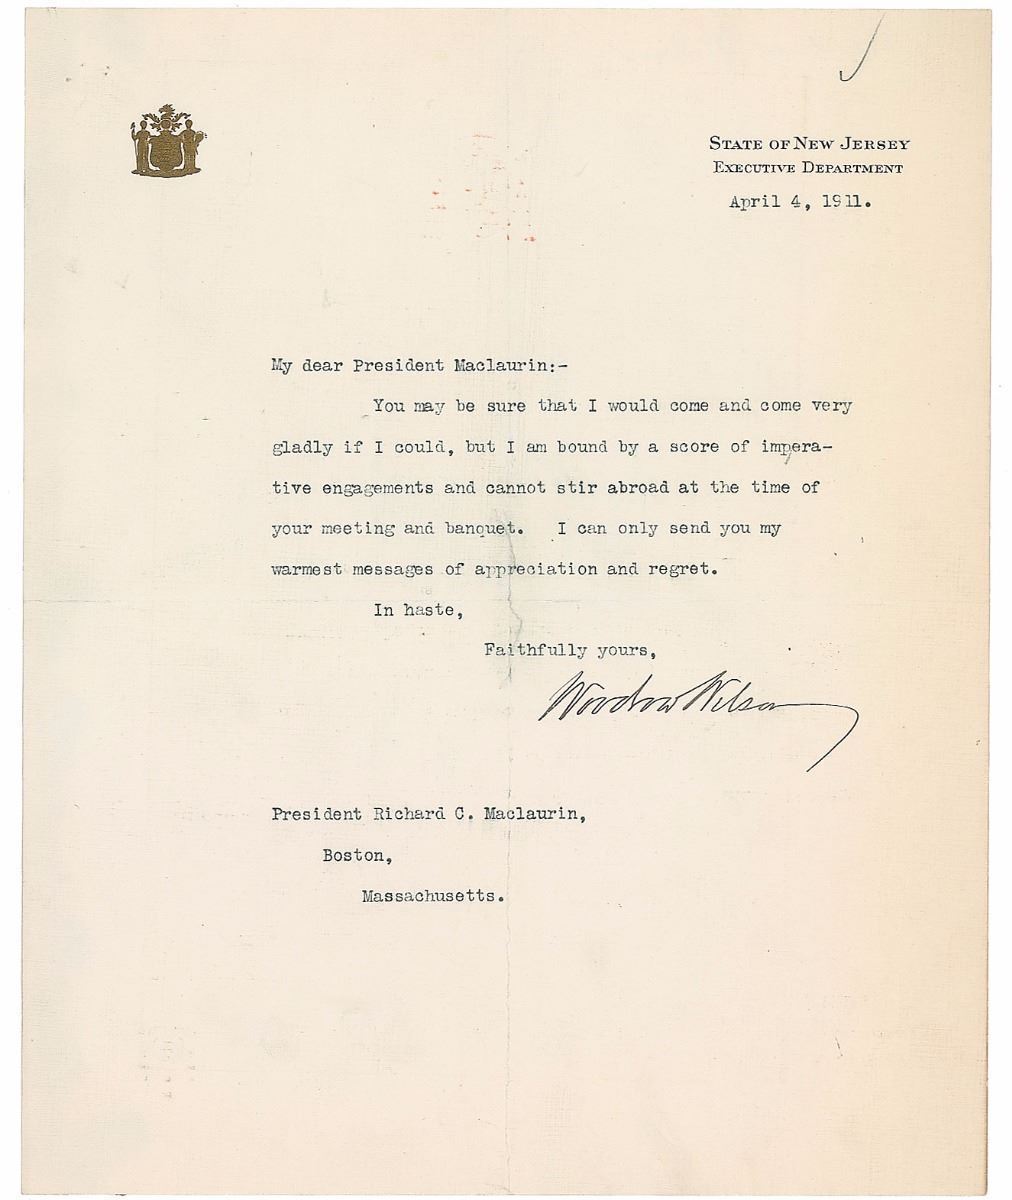 STATE OF NEW JERSEY
EXECUTIVE DEPARTMENT
April 4, 1911.
My dear President Maclaurin:-
You may be sure that I would come and come very
gladly if I could, but I am bound by a score of impera-
tive engagements and cannot stir abroad at the time of
your meeting and banquet. I can only send you my
warmest messages of appreciation and regret.
In haste,
Faithfully yours,
Woodrow Wilson
President Richard C. Maclaurin,
Boston,
Massachusetts.